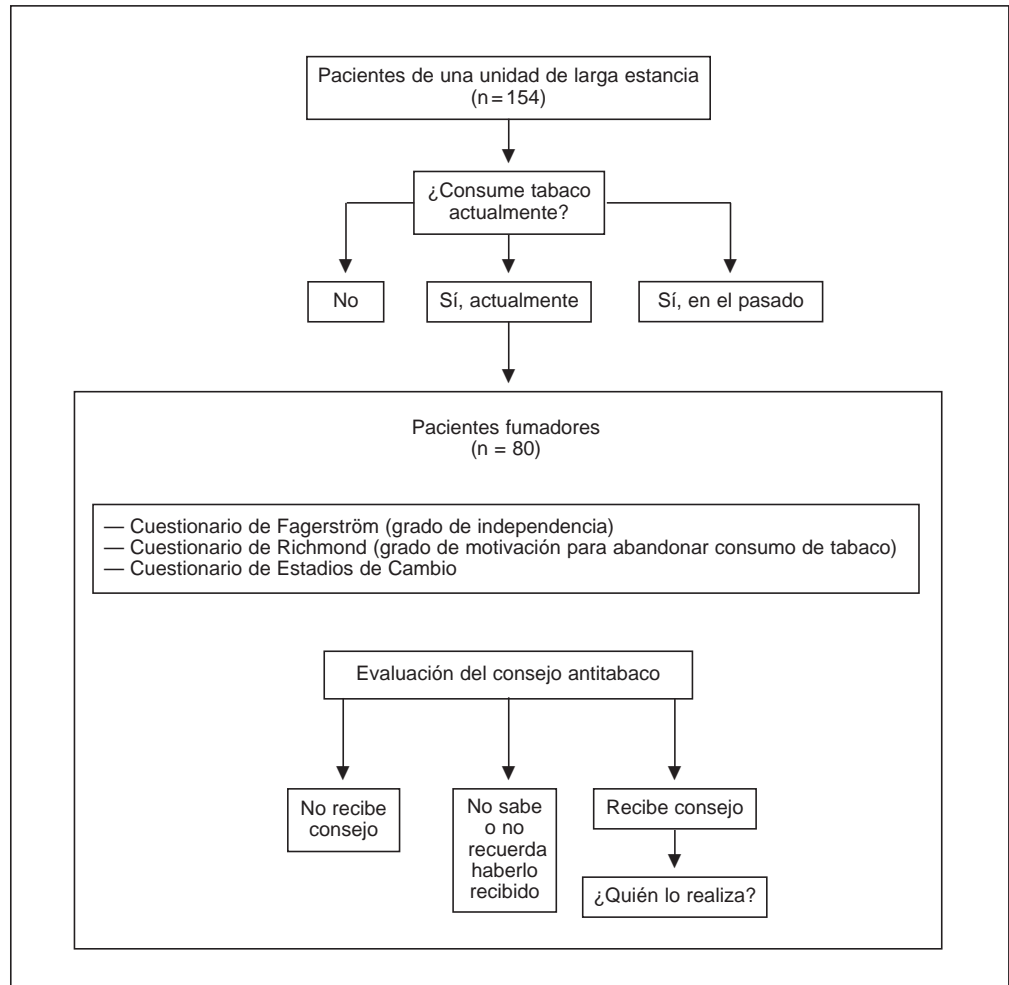 Pacientes de una unidad de larga estancia
(n = 154)
¿Consume tabaco
actualmente?
No
Sí, actualmente
Sí, en el pasado
Pacientes fumadores
(n = 80)
— Cuestionario de Fagerström (grado de independencia)
— Cuestionario de Richmond (grado de motivación para abandonar consumo de tabaco)
— Cuestionario de Estadios de Cambio
Evaluación del consejo antitabaco
No recibe
consejo
No sabe
o no
recuerda
haberlo
recibido
Recibe consejo
¿Quién lo realiza?